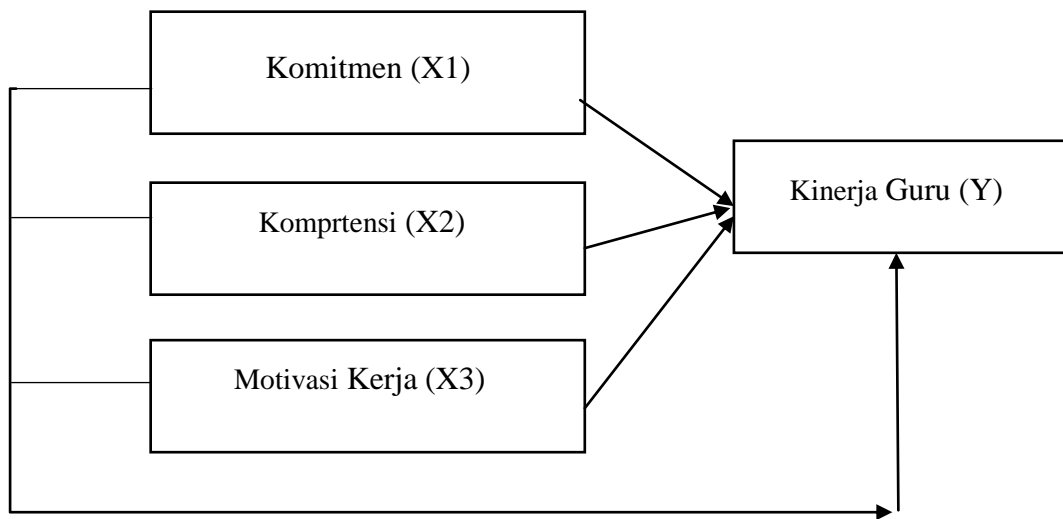 Komitmen (X1)
Kinerja Guru (Y)
Komprtensi (X2)
Motivasi Kerja (X3)